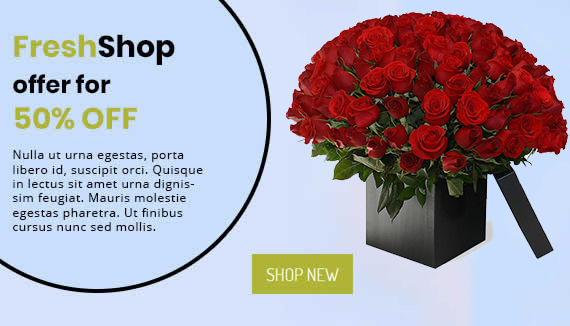 FreshShop
offer for
50% OFF
Nulla ut urna egestas, porta
libero id, suscipit orci. Quisque
in lectus sit amet urna dignis-
sim feugiat. Mauris molestie
egestas pharetra. Ut finibus
cursus nunc sed mollis.
SHOP NEW